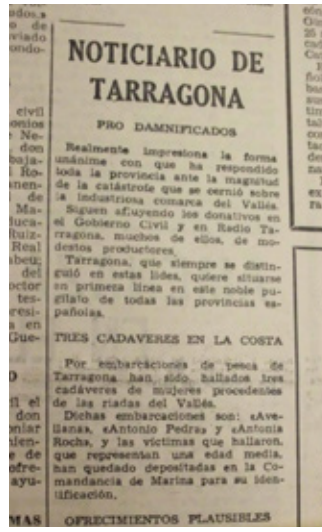 NOTICIARIO DE
TARRAGONA
PRO DAMNIFICADOS
Realmente impresiona la forma
unánime con que ha respondido
toda la provincia ante la magnitud
de la catástrofe que se cernió sobre
la industriosa comarca del Vallés.
Siguen afluyendo los donativos en
el Gobierno Civil y en Radio Ta-
rragona, muchos de ellos, de mo-
destos productores.
Tarragona, que siempre se distin-
guió en estas lides, quiere situarse
en primera línea en este noble pu-
gilato de todas las provincias es-
pañolas.
TRES CADAVERES EN LA COSTA
Por embarcaciones de pesca de
Tarragona han sido hallados tres
cadáveres de mujeres procedentes
de las riadas del Vallés.
Dichas embarcaciones son: «Ave-
llana», «Antonio Pedra» y «Antonia
Roch», y las víctimas que hallaron,
que representan una edad media,
han quedado depositadas en la Co-
mandancia de Marina para su iden-
tificación.
OFRECIMIENTOS PLAUSIBLES